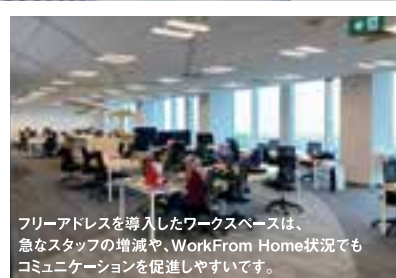 フリーアドレスを導入したワークスペースは、
急なスタッフの増減や、WorkFrom Home状況でも
コミュニケーションを促進しやすいです。